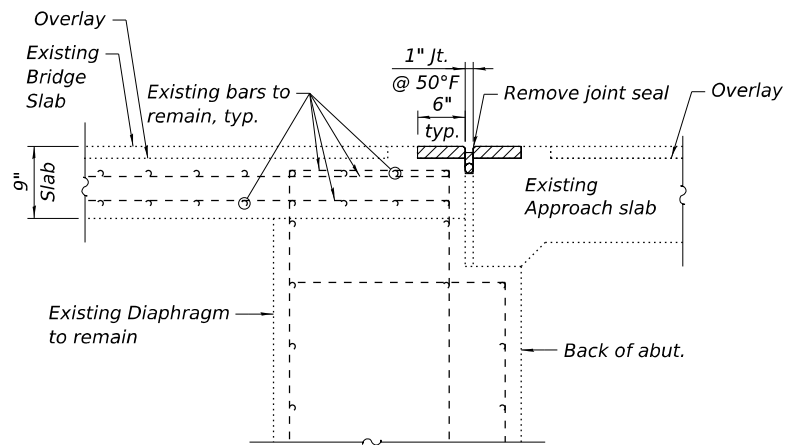 Overlay
Existing
Bridge
Slab
Existing bars to
remain, typ.
1" Jt.
@ 50°F
6"
typ.
Remove joint seal
Overlay
9"
Slab
Existing
Approach slab
Existing Diaphragm
to remain
Back of abut.